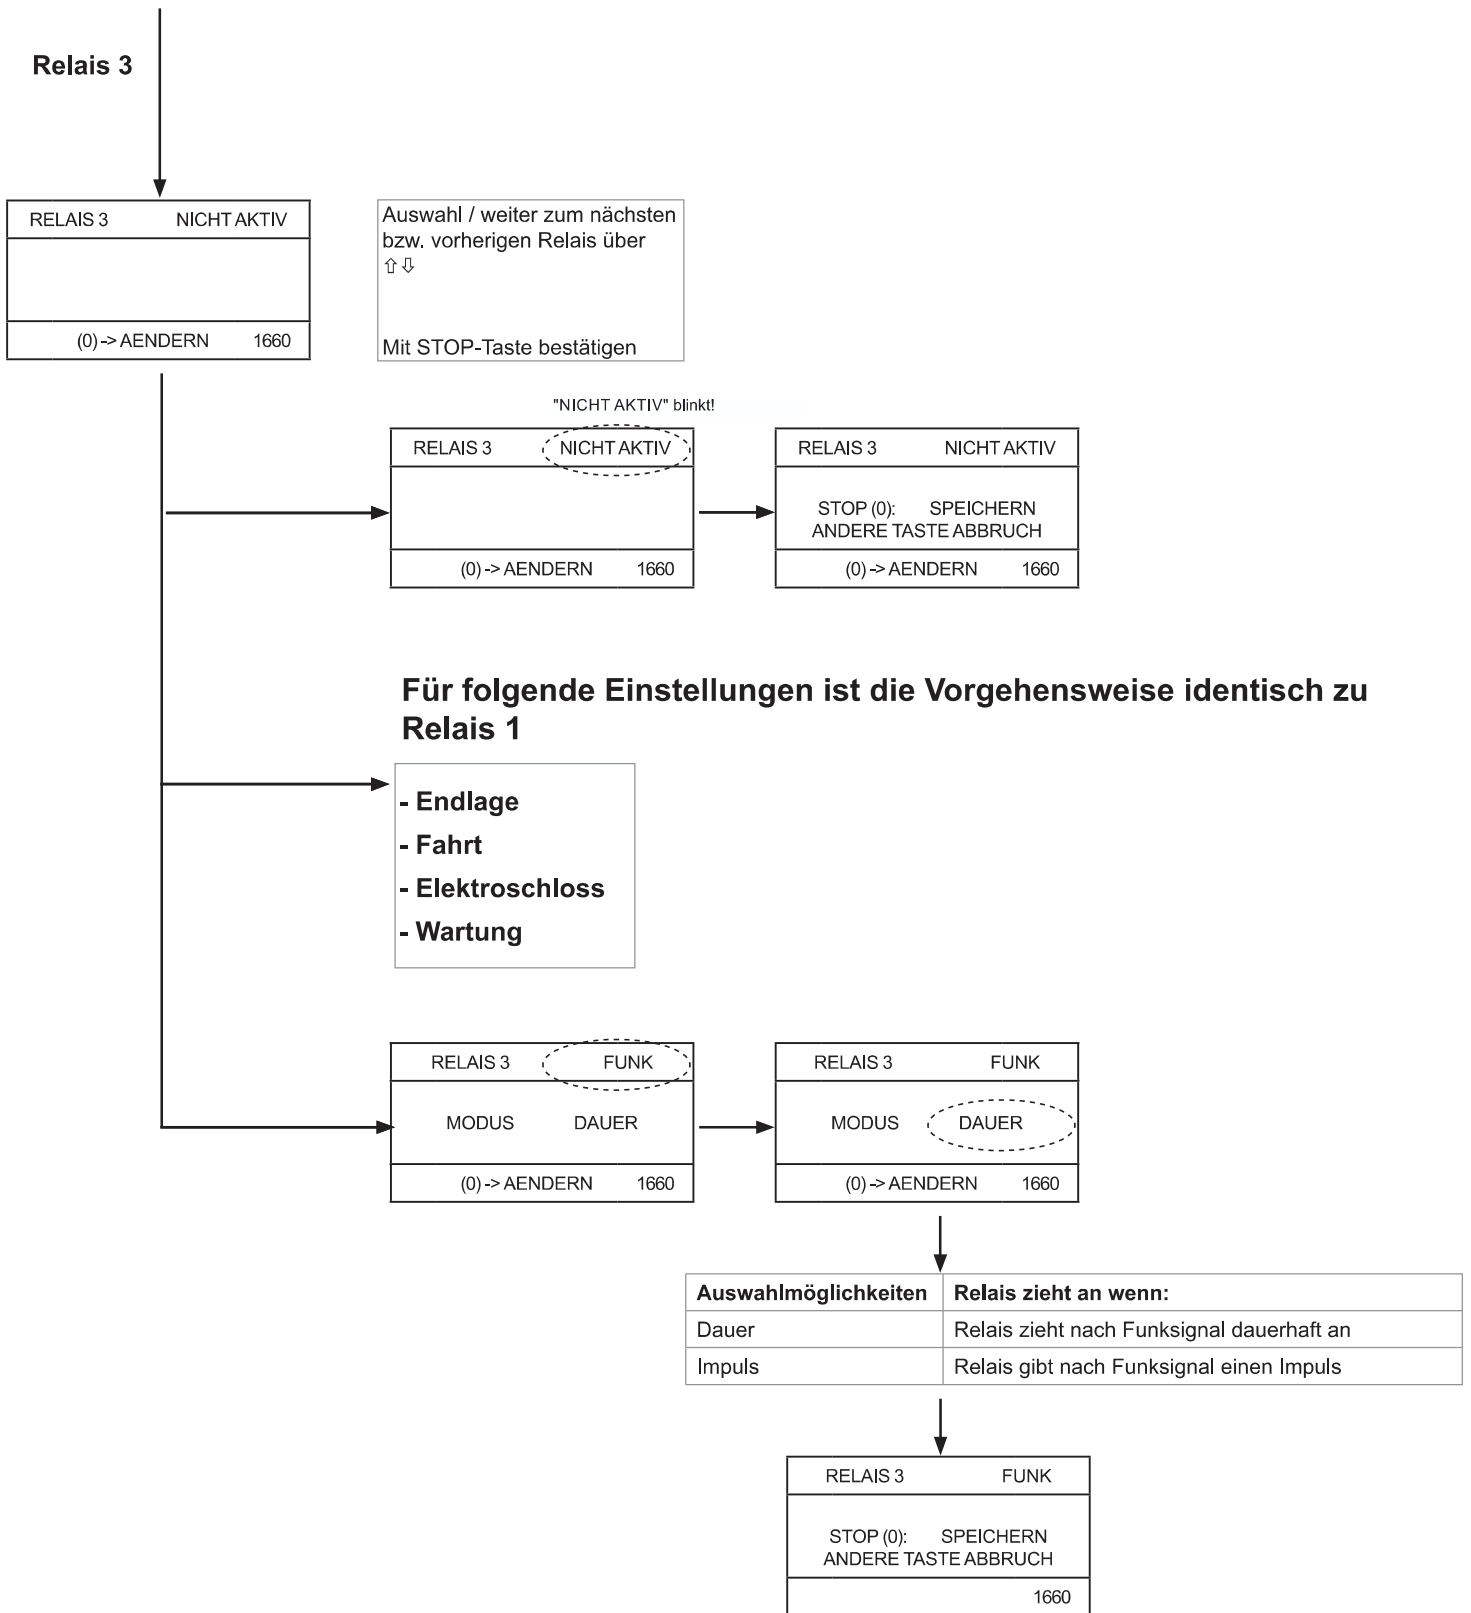 Relais 3
RELAIS 3 NICHT AKTIV
(0) -> AENDERN 1660
Auswahl / weiter zum nächsten
bzw. vorherigen Relais über
⇧⇩
Mit STOP-Taste bestätigen
"NICHT AKTIV" blinkt!
RELAIS 3 NICHT AKTIV
(0) -> AENDERN 1660
RELAIS 3 NICHT AKTIV
STOP (0): SPEICHERN
ANDERE TASTE ABBRUCH
(0) -> AENDERN 1660
Für folgende Einstellungen ist die Vorgehensweise identisch zu
Relais 1
- Endlage
- Fahrt
- Elektroschloss
- Wartung
RELAIS 3 FUNK
MODUS DAUER
(0) -> AENDERN 1660
RELAIS 3 FUNK
MODUS DAUER
(0) -> AENDERN 1660
Auswahlmöglichkeiten Relais zieht an wenn:
Dauer Relais zieht nach Funksignal dauerhaft an
Impuls Relais gibt nach Funksignal einen Impuls
RELAIS 3 FUNK
STOP (0): SPEICHERN
ANDERE TASTE ABBRUCH
1660